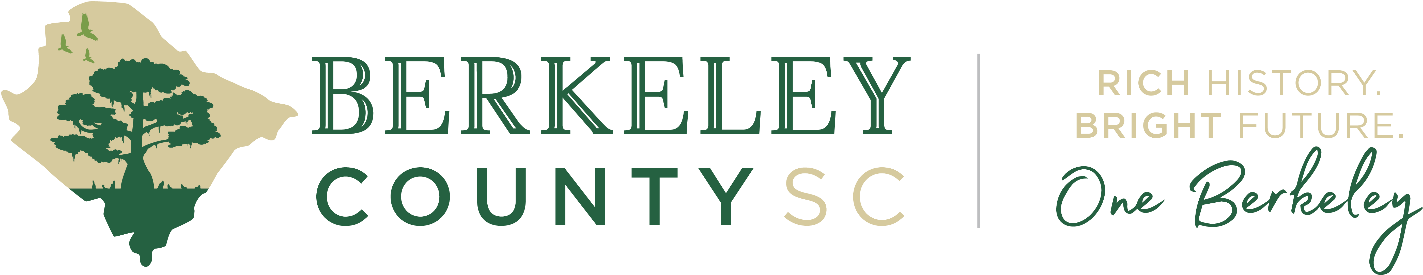 BERKELEY
COUNTY SC
RICH HISTORY.
BRIGHT FUTURE.
One Berkeley